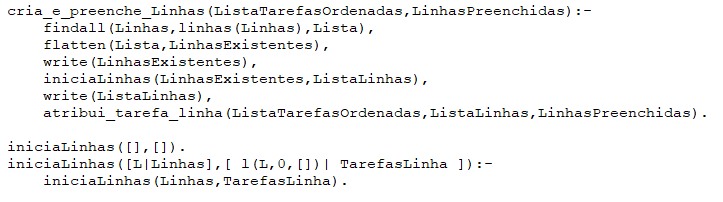 cria_e_preenche_Linhas(ListaTarefasOrdenadas,LinhasPreenchidas):-
    findall(Linhas,linhas(Linhas),Lista),
    flatten(Lista,LinhasExistentes),
    write(LinhasExistentes),
    iniciaLinhas(LinhasExistentes,ListaLinhas),
    write(ListaLinhas),
    atribui_tarefa_linha(ListaTarefasOrdenadas,ListaLinhas,LinhasPreenchidas).

iniciaLinhas([],[]).
iniciaLinhas([L|Linhas],[ l(L,0,[])| TarefasLinha ]):-
    iniciaLinhas(Linhas,TarefasLinha).